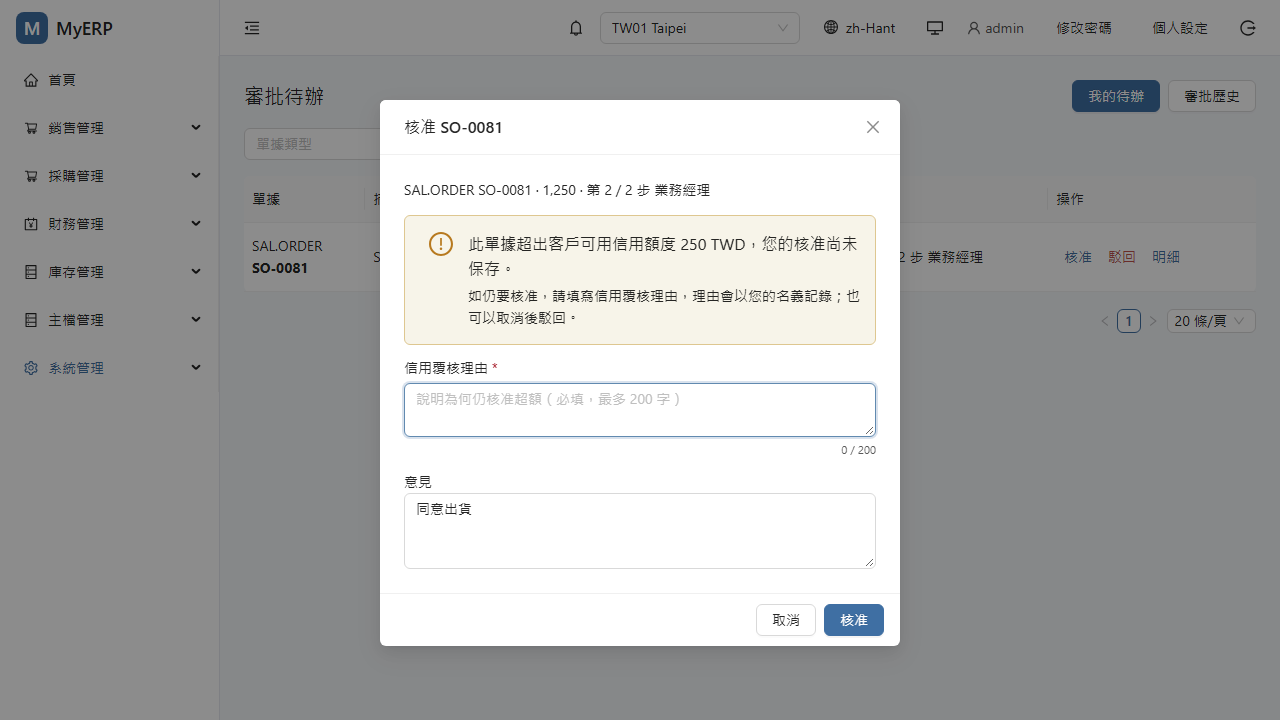 M MyERP
TW01 Taipei
zh-Hant
admin
修改密碼
個人設定
首頁
銷售管理
採購管理
財務管理
庫存管理
主檔管理
系統管理
審批待辦
我的待辦
審批歷史
單據類型
單據
操作
SAL.ORDER
SO-0081
S
2 步 業務經理
核准
駁回
明細
1
20 條/頁
核准 SO-0081
SAL.ORDER SO-0081 · 1,250 · 第 2 / 2 步 業務經理
此單據超出客戶可用信用額度 250 TWD，您的核准尚未
保存。
如仍要核准，請填寫信用覆核理由，理由會以您的名義記錄；也
可以取消後駁回。
信用覆核理由 *
說明為何仍核准超額（必填，最多 200 字）
0 / 200
意見
同意出貨
取消
核准